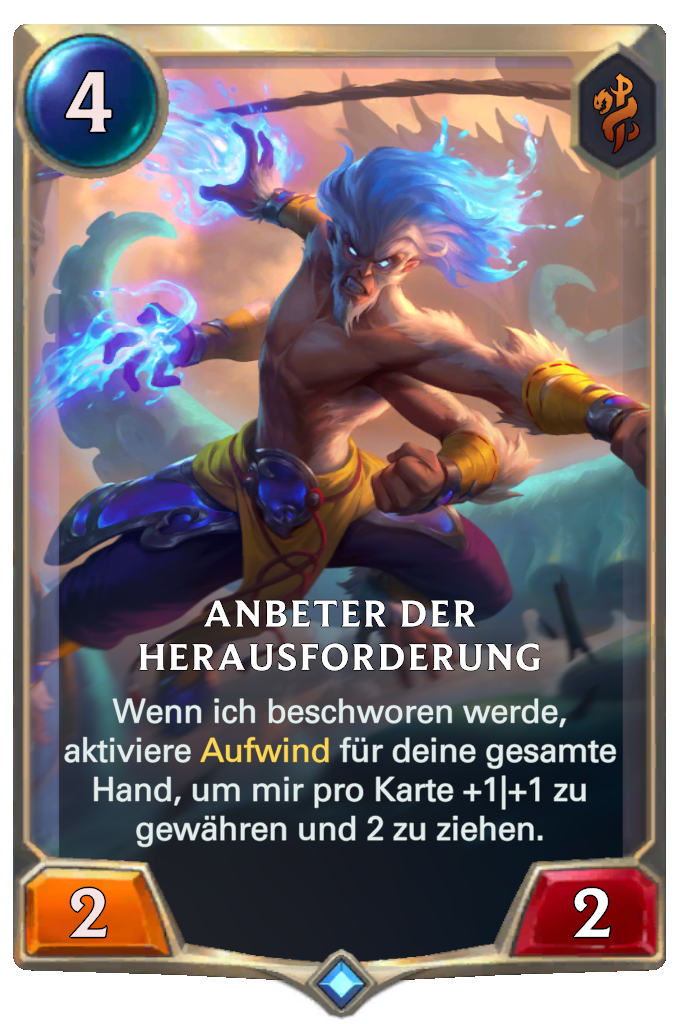 4
ANBETER DER
HERAUSFORDERUNG
Wenn ich beschworen werde,
aktiviere Aufwind für deine gesamte
Hand, um mir pro Karte +1|+1 zu
gewähren und 2 zu ziehen.
2
2